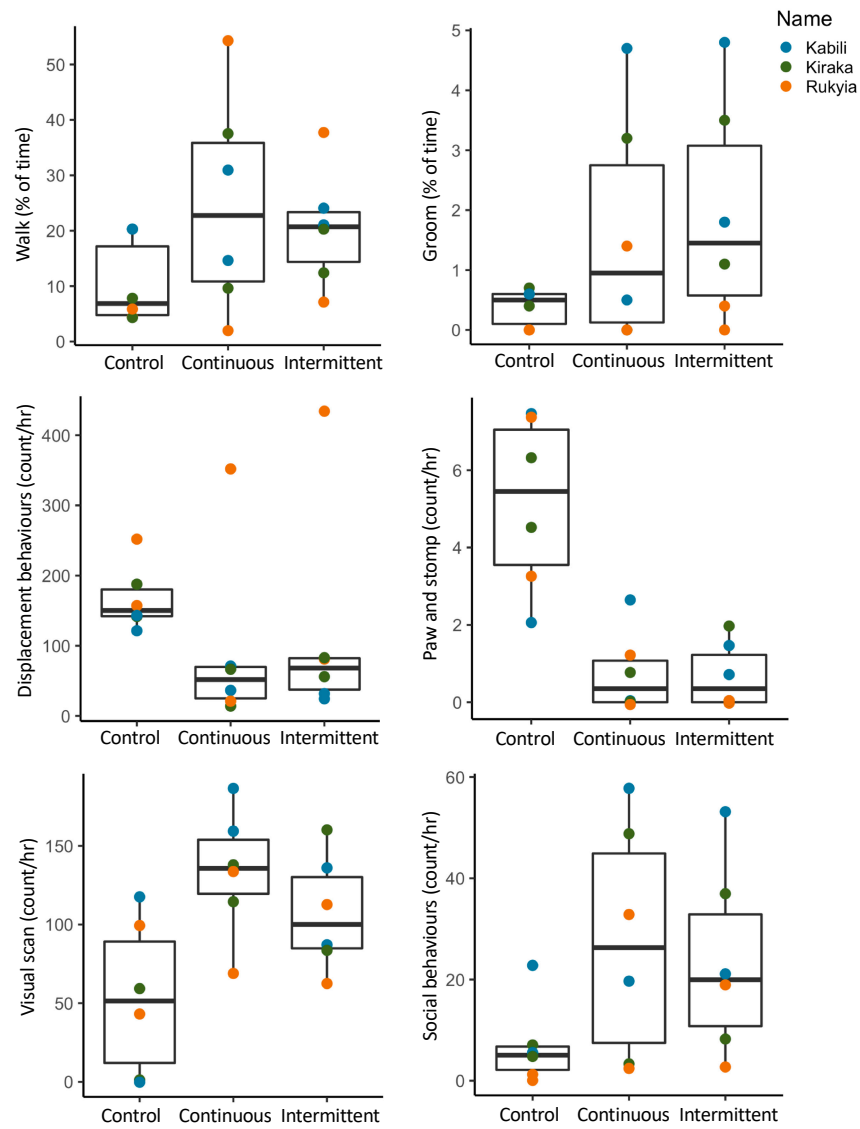 Name
Kabili
Kiraka
Rukyia
Walk (% of time)
50
40
30
20
10
0
Control Continuous Intermittent
Groom (% of time)
5
4
3
2
1
0
Control Continuous Intermittent
Displacement behaviours (count/hr)
400
300
200
100
0
Control Continuous Intermittent
Paw and stomp (count/hr)
6
4
2
0
Control Continuous Intermittent
Visual scan (count/hr)
150
100
50
0
Control Continuous Intermittent
Social behaviours (count/hr)
60
40
20
0
Control Continuous Intermittent